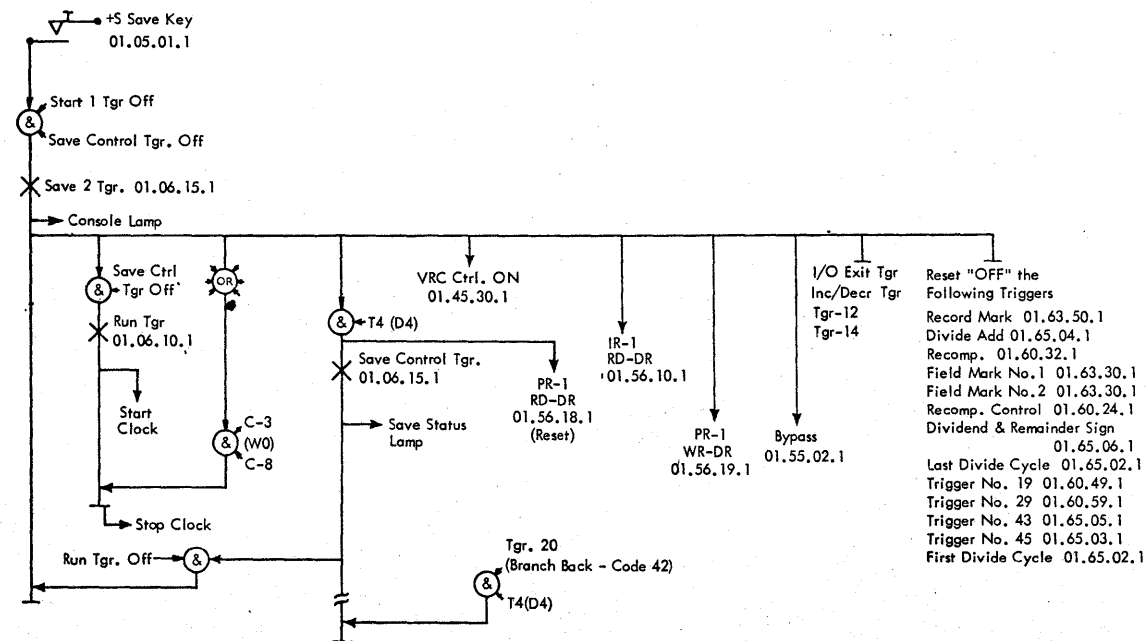 +S Save Key
01.05.01.1
Start 1 Tgr Off
&
Save Control Tgr. Off
Save 2 Tgr. 01.06.15.1
Console Lamp
Save Ctrl
Tgr Off
&
Run Tgr
01.06.10.1
Start
Clock
OR
C-3
(W0)
C-8
&
Stop Clock
Run Tgr. Off
&
T4 (D4)
&
Save Control Tgr.
01.06.15.1
Save Status
Lamp
PR-1
RD-DR
01.56.18.1
(Reset)
Tgr. 20
(Branch Back - Code 42)
&
T4(D4)
VRC Ctrl. ON
01.45.30.1
IR-1
RD-DR
01.56.10.1
PR-1
WR-DR
01.56.19.1
Bypass
01.55.02.1
I/O Exit Tgr
Inc/Decr Tgr
Tgr-12
Tgr-14
Reset "OFF" the
Following Triggers
Record Mark 01.63.50.1
Divide Add 01.65.04.1
Recomp. 01.60.32.1
Field Mark No.1 01.63.30.1
Field Mark No.2 01.63.30.1
Recomp. Control 01.60.24.1
Dividend & Remainder Sign
01.65.06.1
Last Divide Cycle 01.65.02.1
Trigger No. 19 01.60.49.1
Trigger No. 29 01.60.59.1
Trigger No. 43 01.65.05.1
Trigger No. 45 01.65.03.1
First Divide Cycle 01.65.02.1